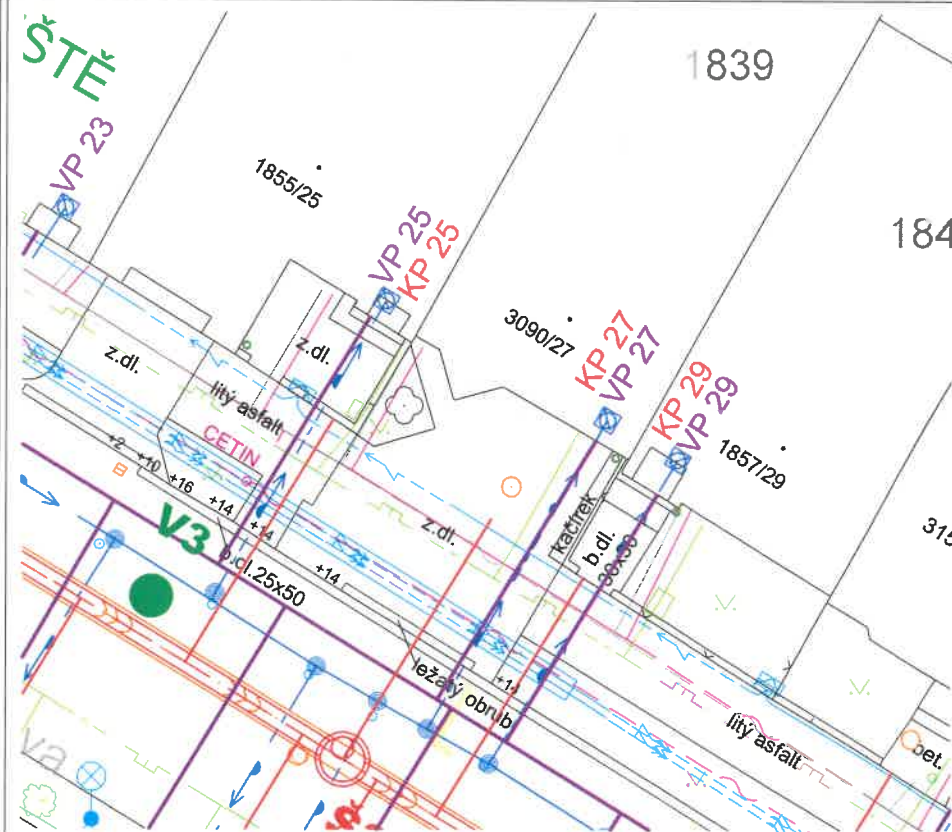 ŠTĚ
1839
184
VP 23
1855/25
VP 25
KP 25
3090/27
KP 27
VP 27
KP 29
VP 29
1857/29
315
z.dl.
z.dl.
litý asfalt
CETIN
z.dl.
kačírek
b.dl.
30x30
+2
+10
+16
+14
+14
+14
V3
25x50
ležatý obrub
+14
litý asfalt
bet.
va